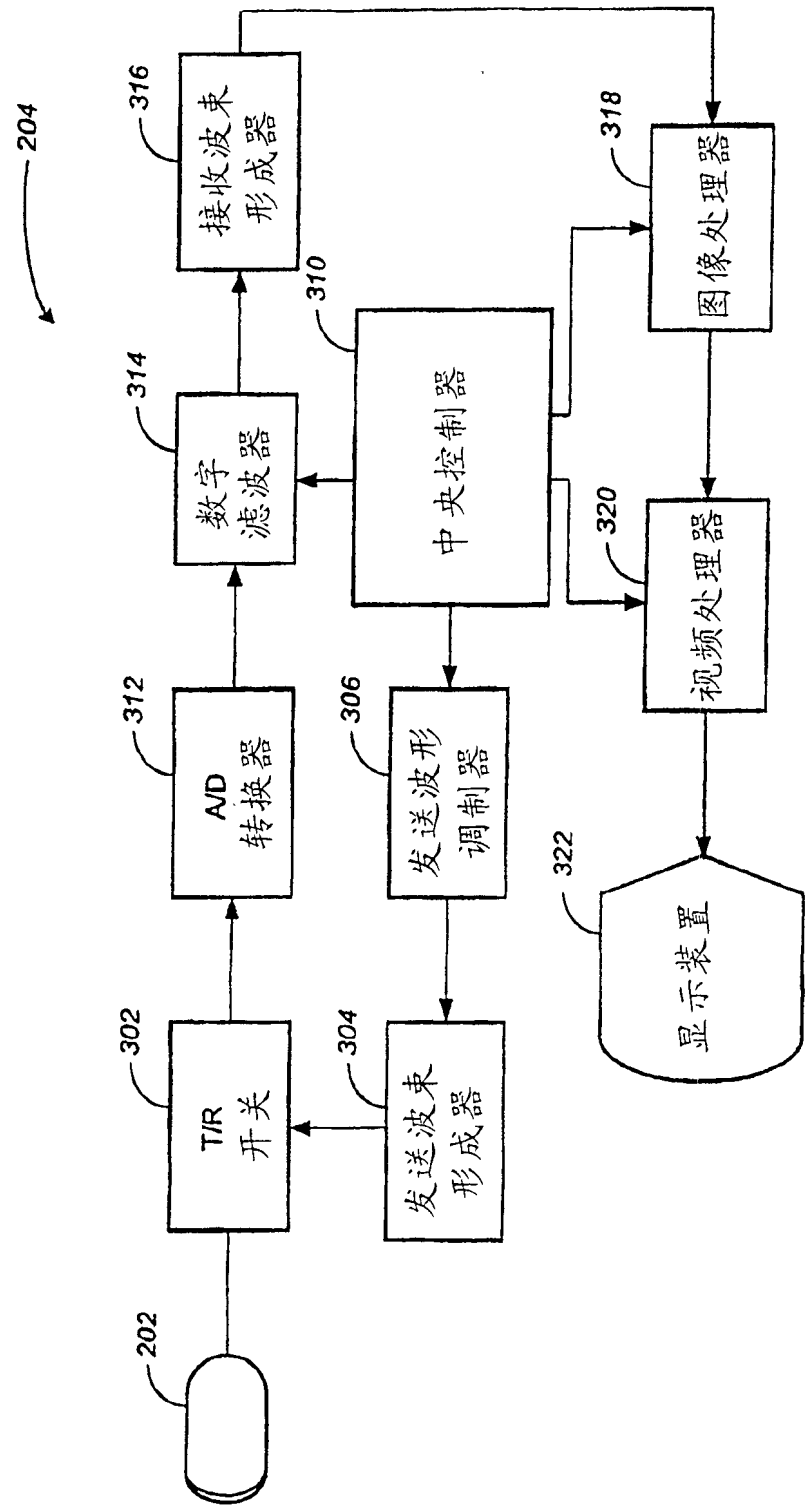 204
202
302
T/R
开关
312
A/D
转换器
314
数字
滤波器
316
接收波束
形成器
304
发送波束
形成器
306
发送波形
调制器
310
中央控制器
322
显示装置
320
视频处理器
318
图像处理器